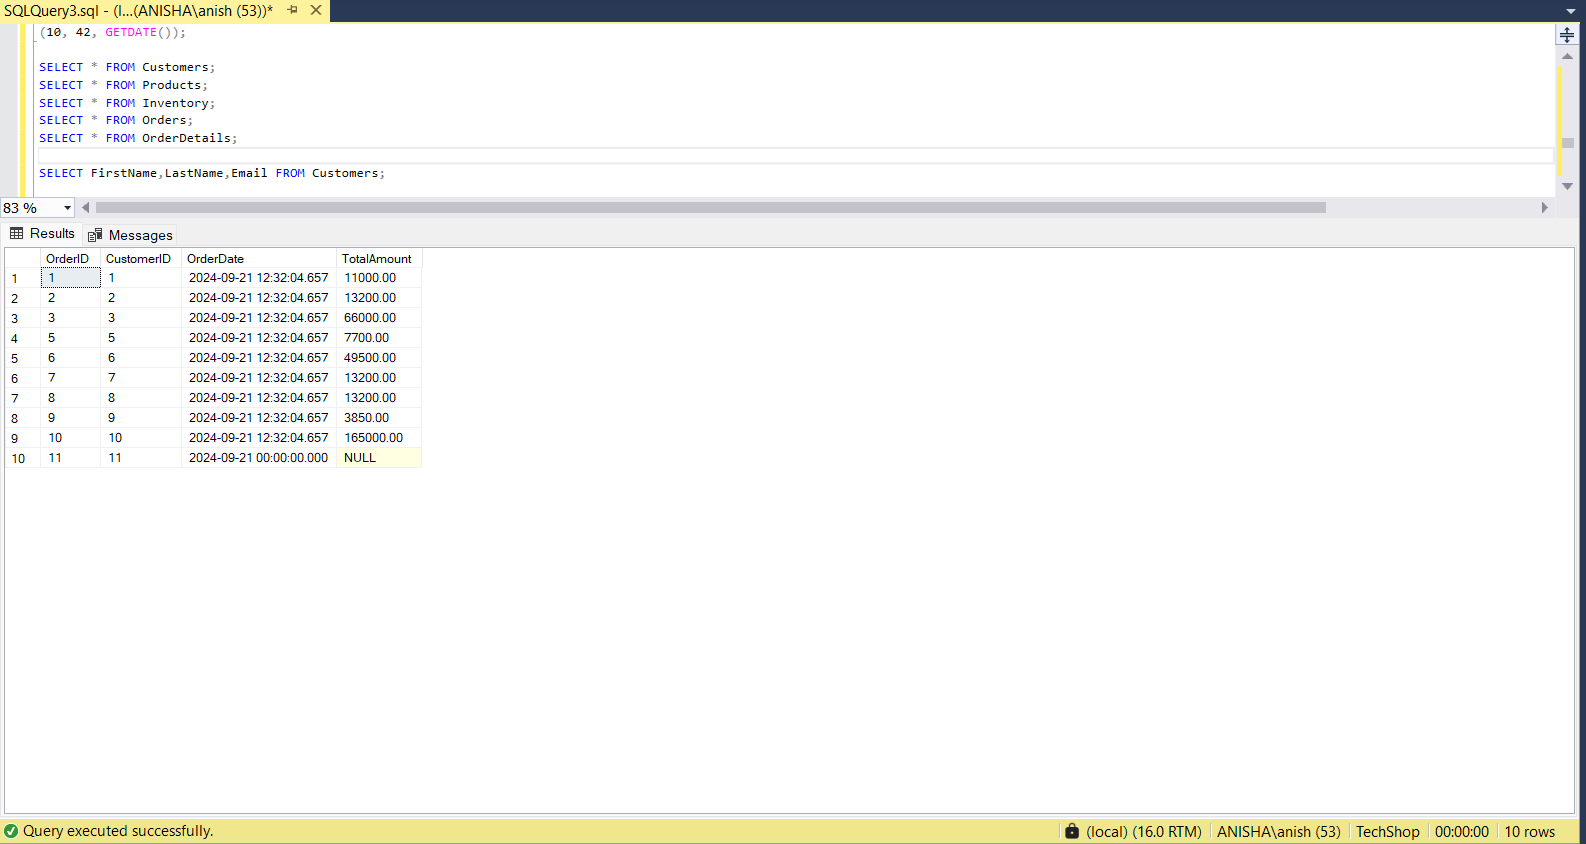 SQLQuery3.sql - (l...(ANISHA\anish (53))*
(10, 42, GETDATE());
SELECT * FROM Customers;
SELECT * FROM Products;
SELECT * FROM Inventory;
SELECT * FROM Orders;
SELECT * FROM OrderDetails;
SELECT FirstName,LastName,Email FROM Customers;
83 %
Results Messages
OrderID CustomerID OrderDate TotalAmount
1 1 1 2024-09-21 12:32:04.657 11000.00
2 2 2 2024-09-21 12:32:04.657 13200.00
3 3 3 2024-09-21 12:32:04.657 66000.00
4 5 5 2024-09-21 12:32:04.657 7700.00
5 6 6 2024-09-21 12:32:04.657 49500.00
6 7 7 2024-09-21 12:32:04.657 13200.00
7 8 8 2024-09-21 12:32:04.657 13200.00
8 9 9 2024-09-21 12:32:04.657 3850.00
9 10 10 2024-09-21 12:32:04.657 165000.00
10 11 11 2024-09-21 00:00:00.000 NULL
Query executed successfully. (local) (16.0 RTM) ANISHA\anish (53) TechShop 00:00:00 10 rows